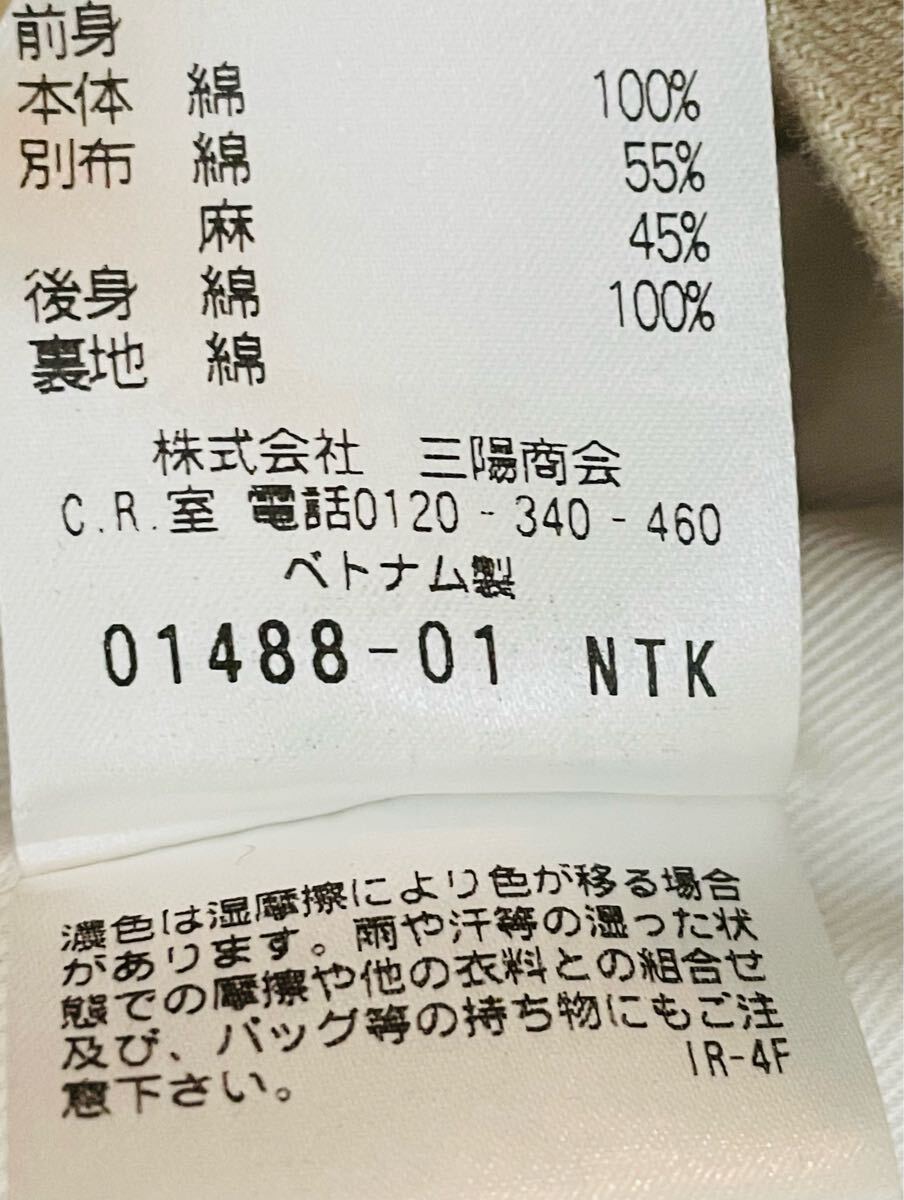 前身
本体 綿 100%
別布 綿 55%
麻 45%
後身 綿 100%
裏地 綿
株式会社 三陽商会
C.R.室 電話0120-340-460
ベトナム製
01488-01 NTK
濃色は湿摩擦により色が移る場合
があります。雨や汗等の湿った状
態での摩擦や他の衣料との組合せ
及び、バッグ等の持ち物にもご注
意下さい。 IR-4F